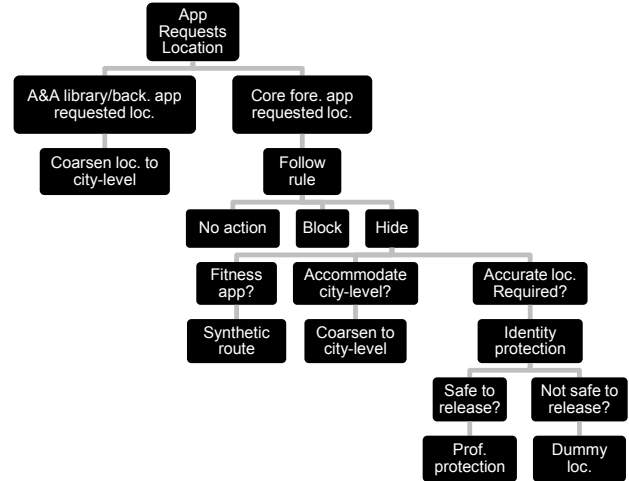 App
Requests
Location
A&A library/back. app
requested loc.
Core fore. app
requested loc.
Coarsen loc. to
city-level
Follow
rule
No action
Block
Hide
Fitness
app?
Accommodate
city-level?
Accurate loc.
Required?
Synthetic
route
Coarsen to
city-level
Identity
protection
Safe to
release?
Not safe to
release?
Prof.
protection
Dummy
loc.